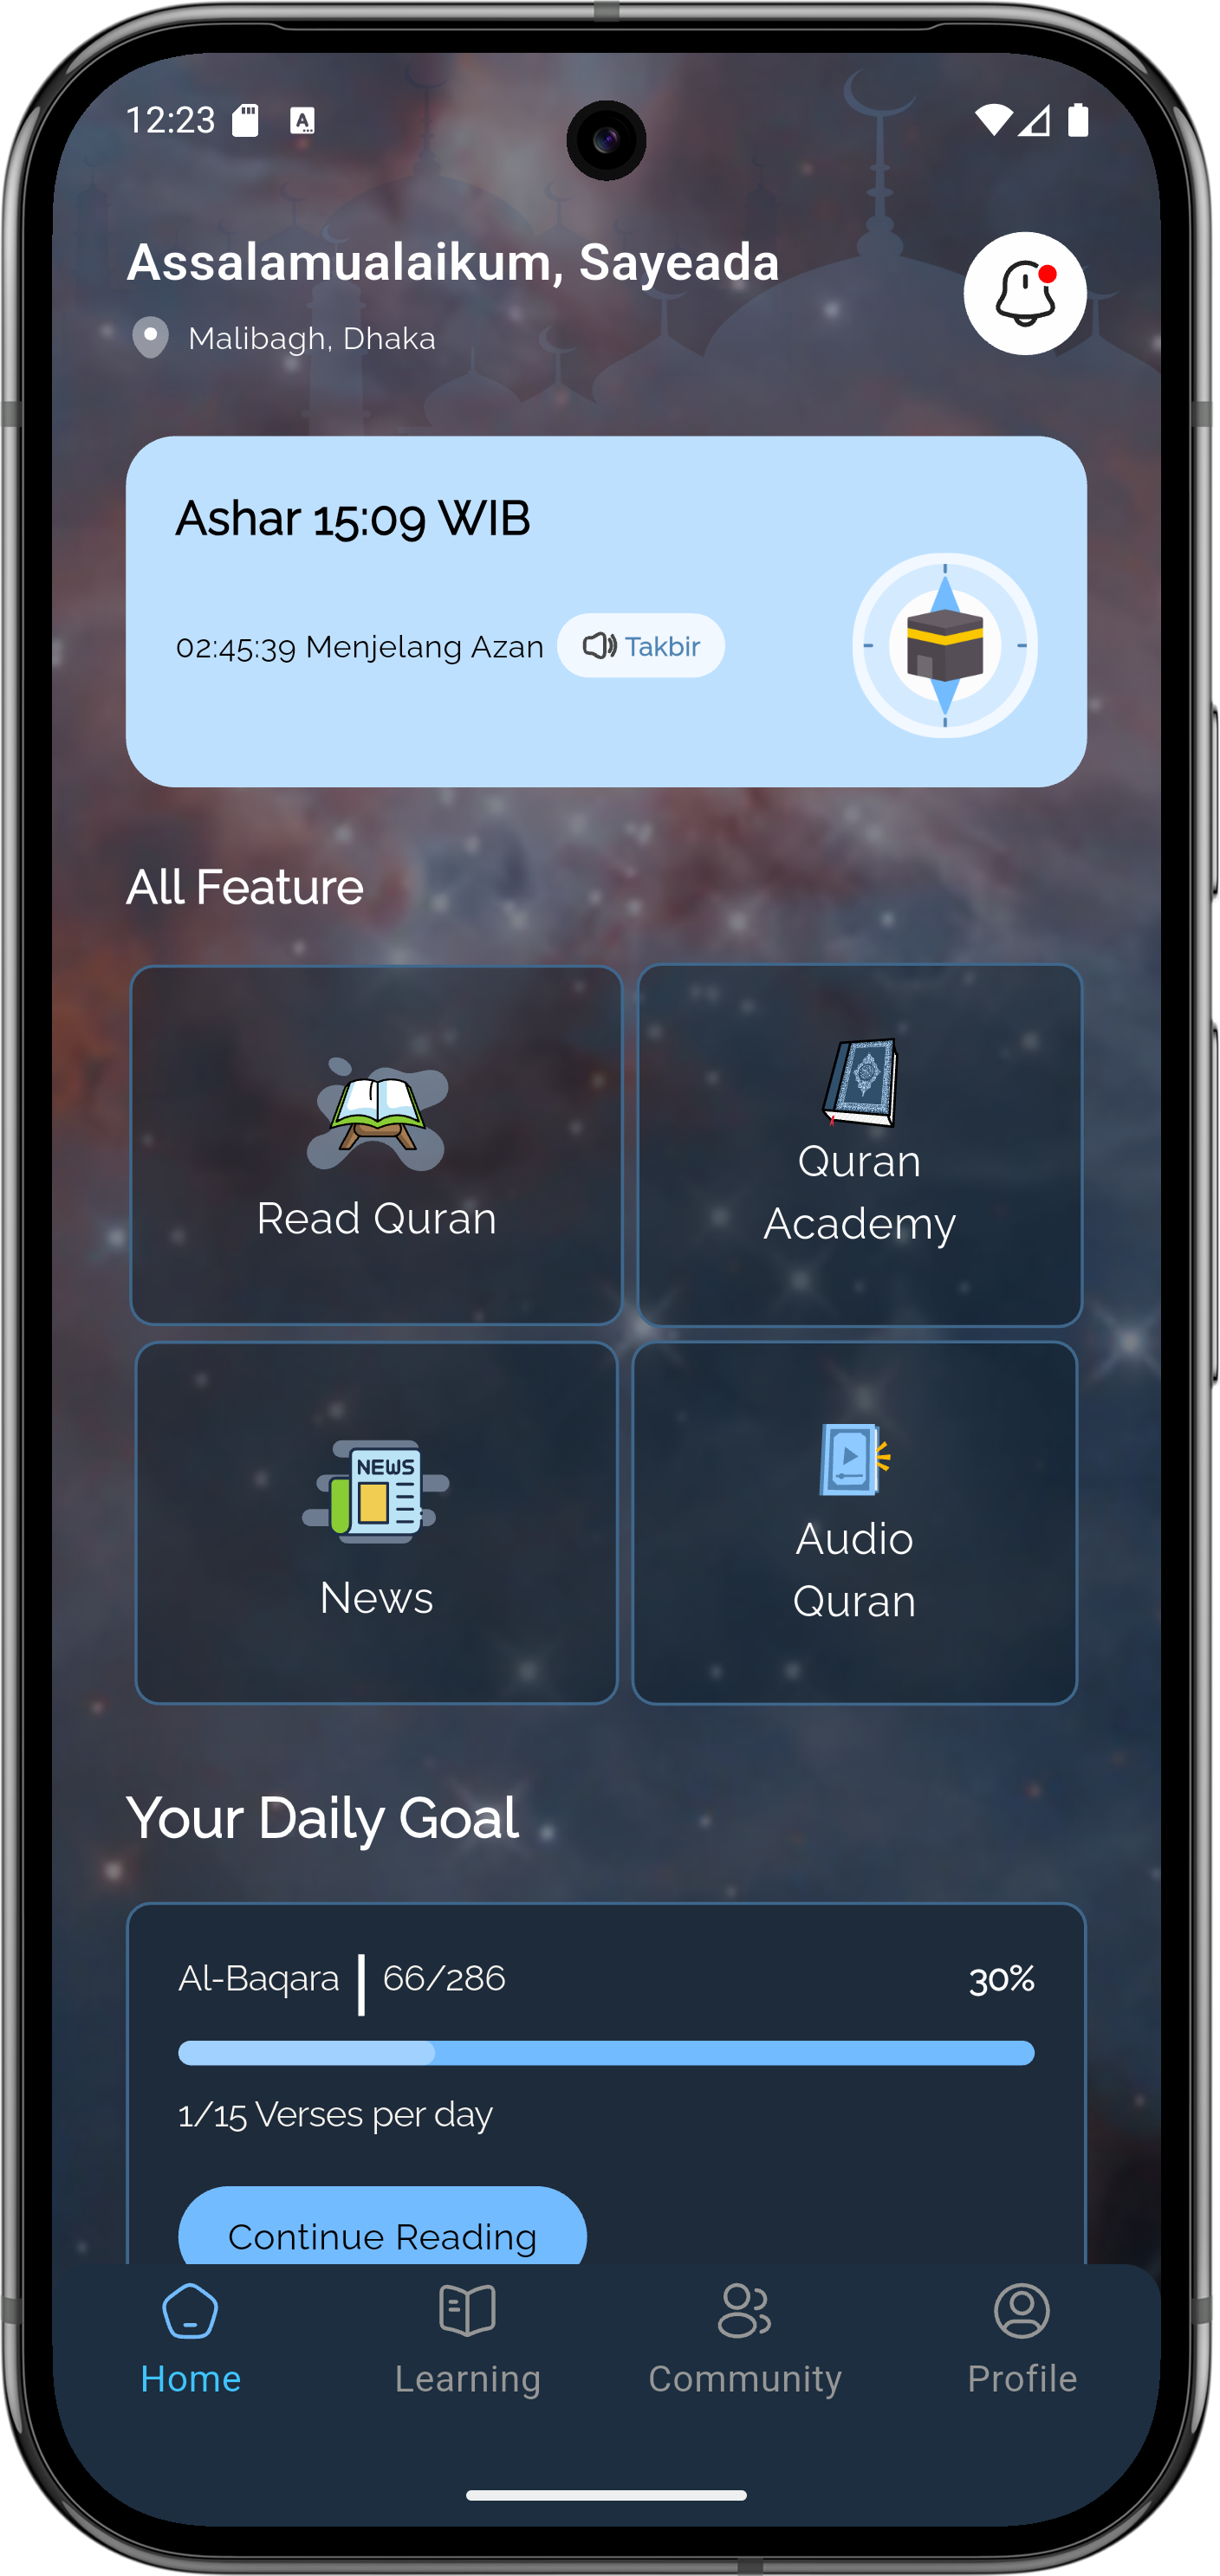 12:23
A
Assalamualaikum, Sayeada
Malibagh, Dhaka
Ashar 15:09 WIB
02:45:39 Menjelang Azan
Takbir
All Feature
Read Quran
Quran
Academy
NEWS
News
Audio
Quran
Your Daily Goal
Al-Baqara | 66/286
30%
1/15 Verses per day
Continue Reading
Home
Learning
Community
Profile